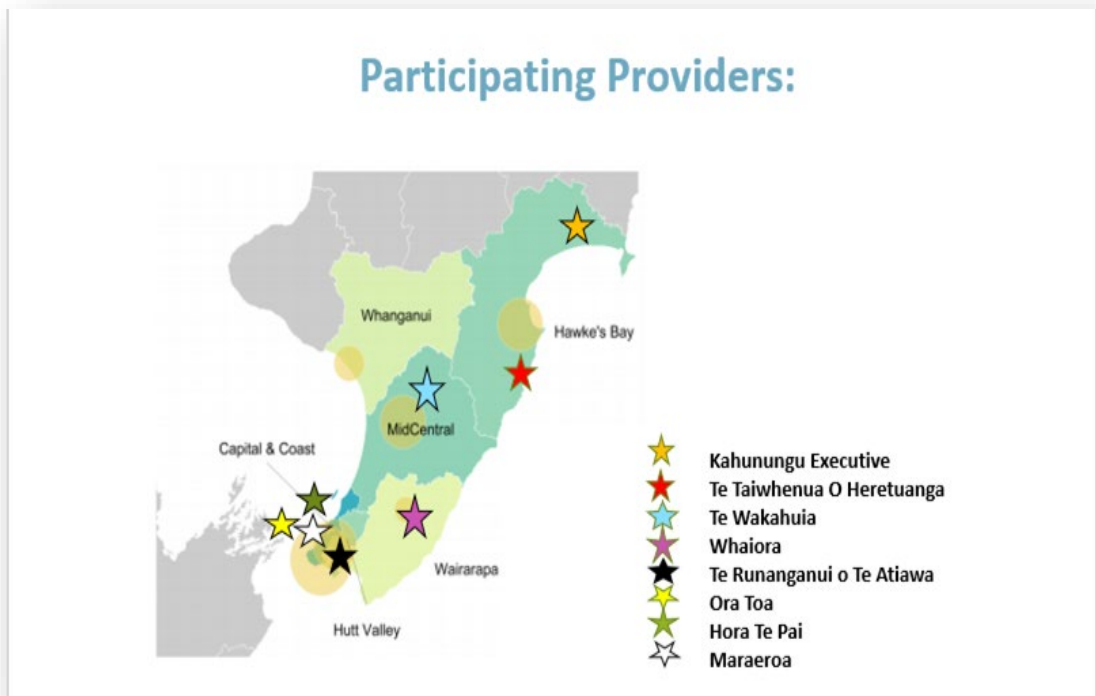 Participating Providers:
Whanganui
Hawke's Bay
MidCentral
Capital & Coast
Wairarapa
Hutt Valley
Kahunungu Executive
Te Taiwhenua O Heretuanga
Te Wakahuia
Whaiora
Te Runanganui o Te Atiawa
Ora Toa
Hora Te Pai
Maraeroa